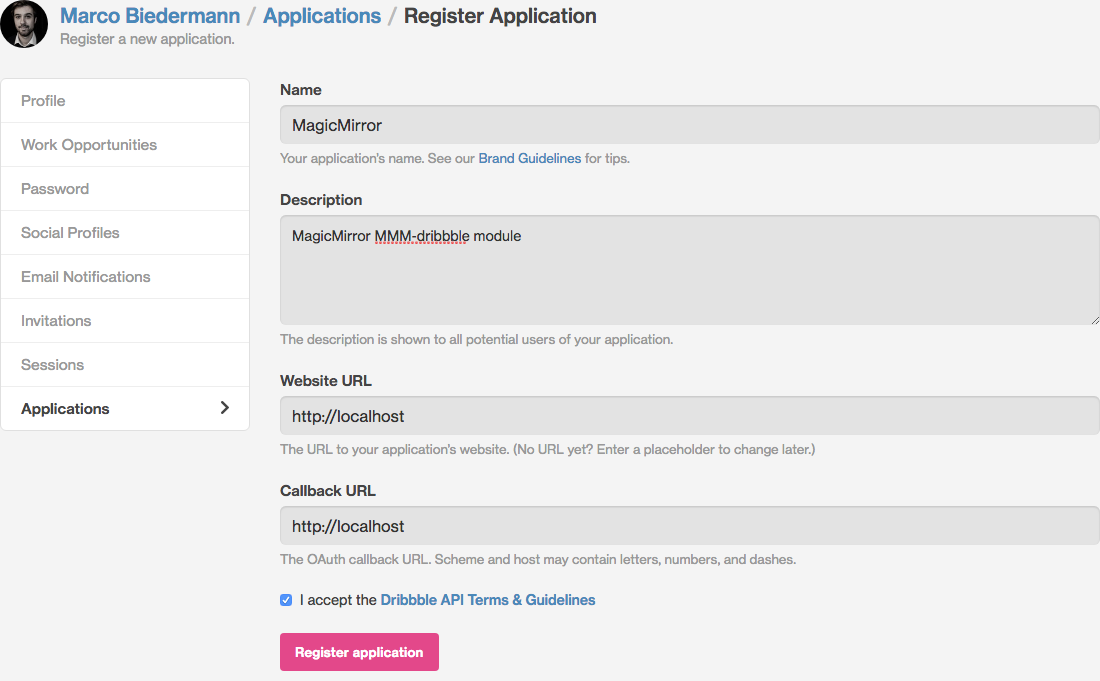 Marco Biedermann / Applications / Register Application
Register a new application.
Profile
Work Opportunities
Password
Social Profiles
Email Notifications
Invitations
Sessions
Applications
Name
MagicMirror
Your application's name. See our Brand Guidelines for tips.
Description
MagicMirror MMM-dribbble module
The description is shown to all potential users of your application.
Website URL
http://localhost
The URL to your application's website. (No URL yet? Enter a placeholder to change later.)
Callback URL
http://localhost
The OAuth callback URL. Scheme and host may contain letters, numbers, and dashes.
I accept the Dribbble API Terms & Guidelines
Register application